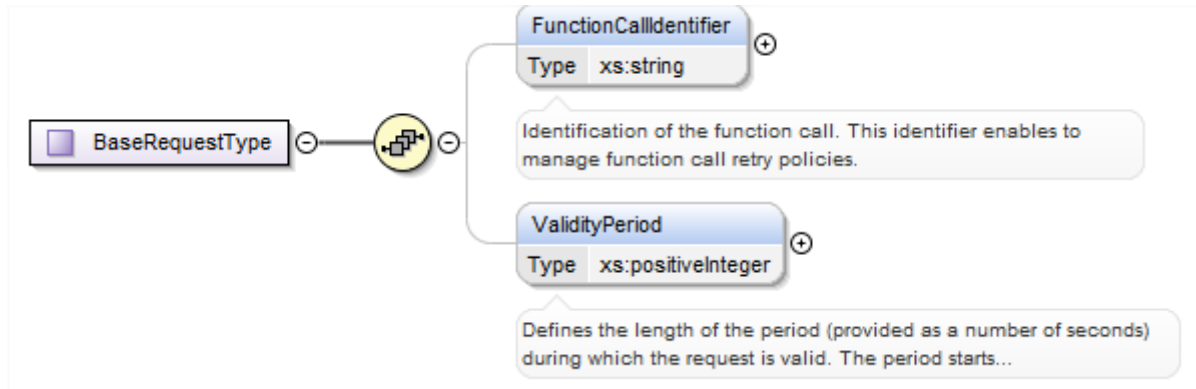 FunctionCallIdentifier
Type xs:string
Identification of the function call. This identifier enables to
manage function call retry policies.
BaseRequestType
ValidityPeriod
Type xs:positiveInteger
Defines the length of the period (provided as a number of seconds)
during which the request is valid. The period starts...